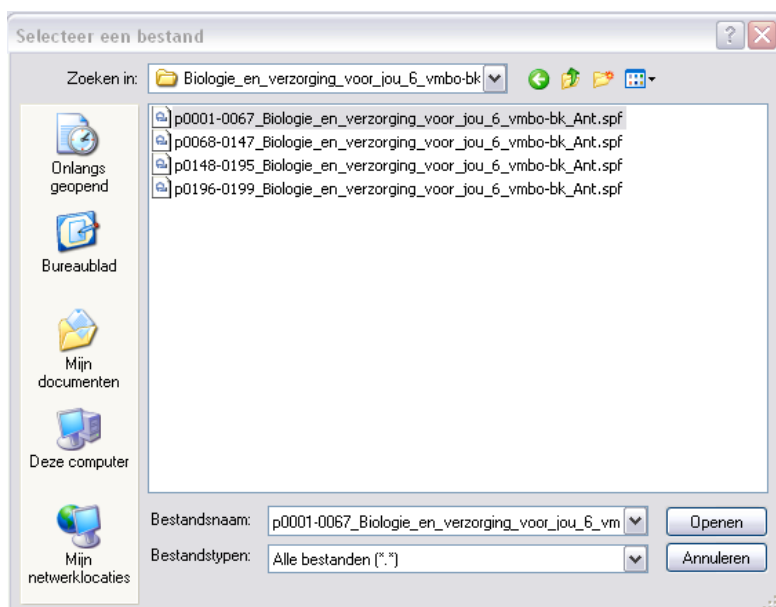 Selecteer een bestand
Zoeken in:
Biologie_en_verzorging_voor_jou_6_vmbo-bk
Onlangs
geopend
Bureaublad
Mijn
documenten
Deze computer
Mijn
netwerklocaties
p0001-0067_Biologie_en_verzorging_voor_jou_6_vmbo-bk_Ant.spf
p0068-0147_Biologie_en_verzorging_voor_jou_6_vmbo-bk_Ant.spf
p0148-0195_Biologie_en_verzorging_voor_jou_6_vmbo-bk_Ant.spf
p0196-0199_Biologie_en_verzorging_voor_jou_6_vmbo-bk_Ant.spf
Bestandsnaam:
p0001-0067_Biologie_en_verzorging_voor_jou_6_vm
Openen
Bestandstypen:
Alle bestanden (*.*)
Annuleren